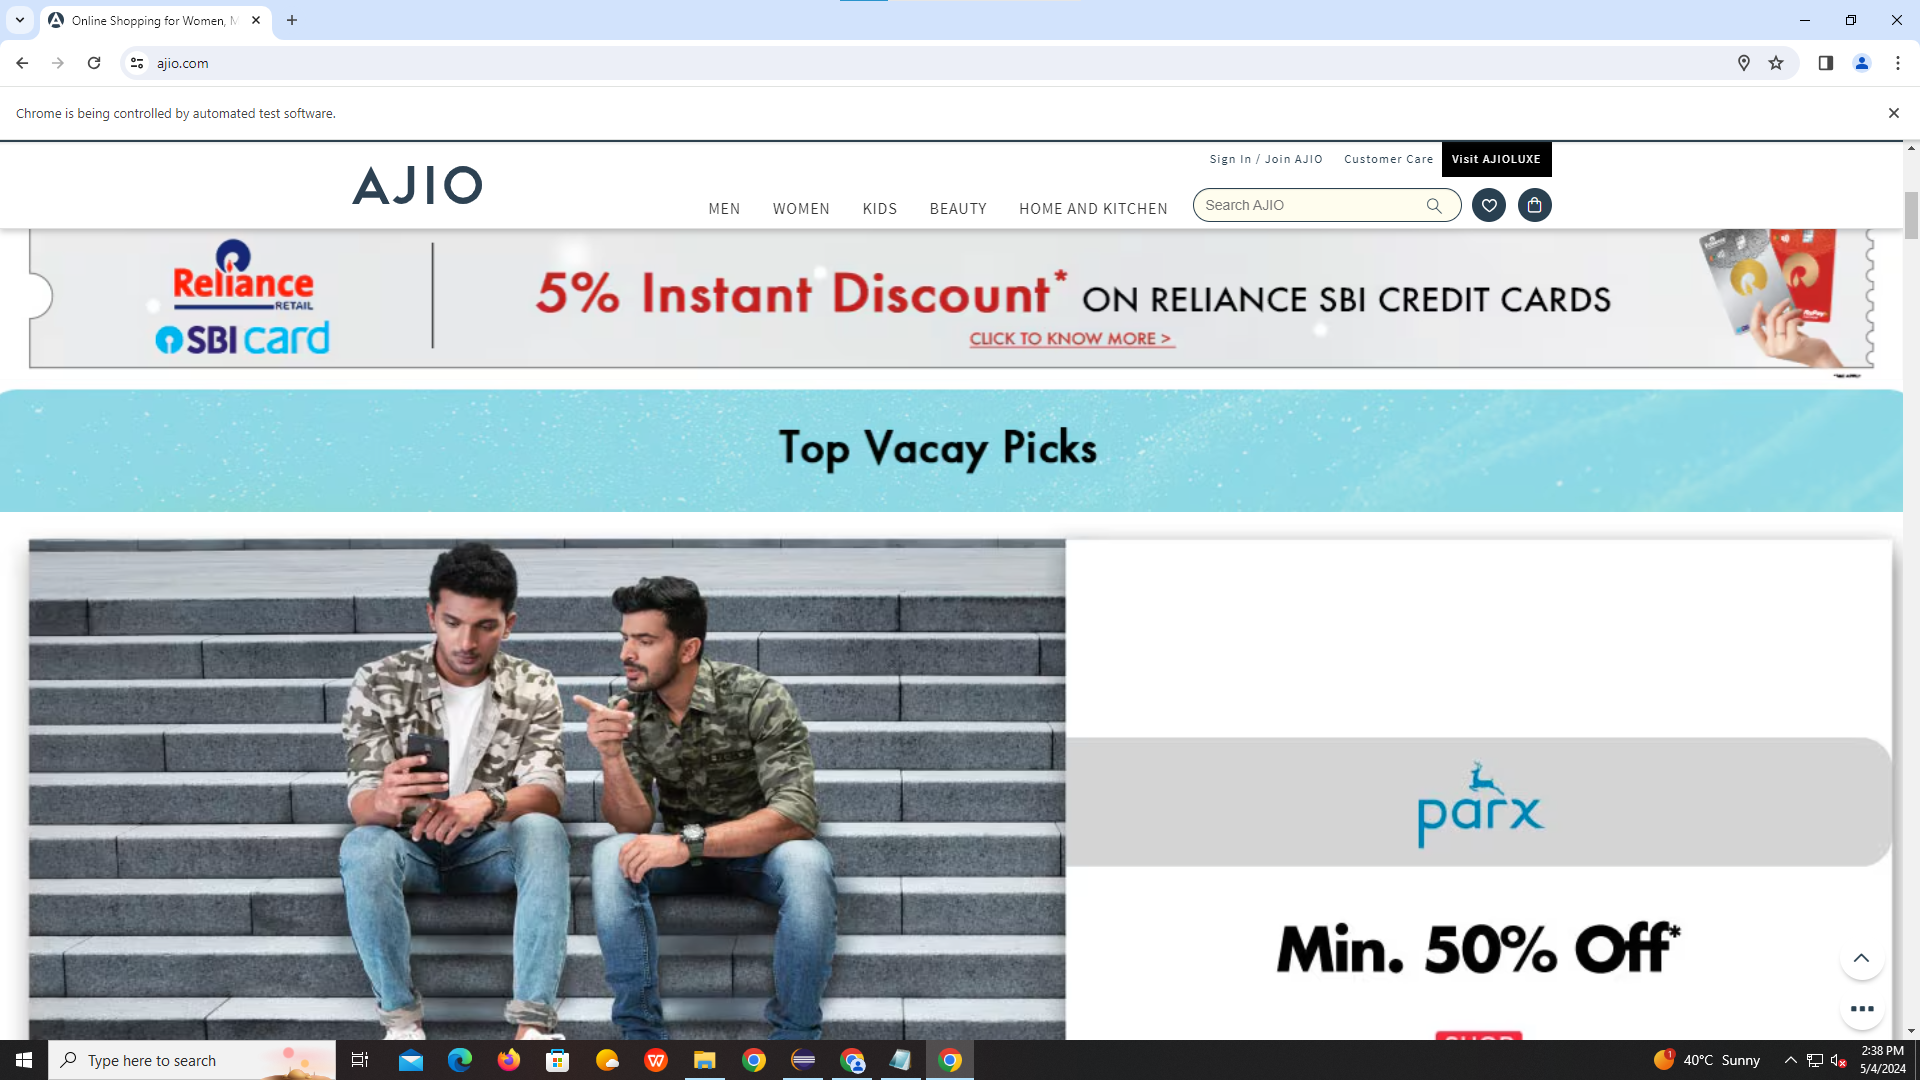 Online Shopping for Women, M
ajio.com
Chrome is being controlled by automated test software.
Sign In / Join AJIO
Customer Care
Visit AJIOLUXE
AJIO
MEN
WOMEN
KIDS
BEAUTY
HOME AND KITCHEN
Search AJIO
Reliance
RETAIL
SBI card
5% Instant Discount* ON RELIANCE SBI CREDIT CARDS
CLICK TO KNOW MORE >
Top Vacay Picks
parx
Min. 50% Off*
SHOP
Type here to search
1
40°C Sunny
2:38 PM
5/4/2024